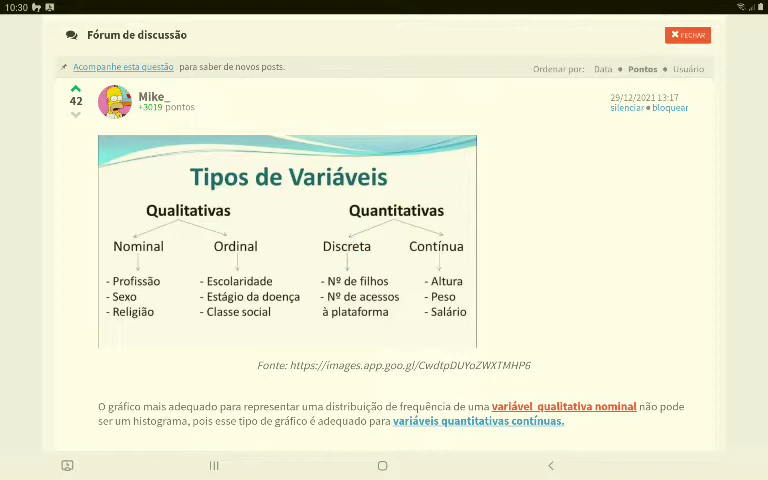 10:30
Fórum de discussão
FECHAR
Acompanhe esta questão para saber de novos posts.
Ordenar por: Data ● Pontos ● Usuário
42
Mike_
+3019 pontos
29/12/2021 13:17
silenciar ● bloquear
Tipos de Variáveis
Qualitativas Quantitativas
Nominal Ordinal Discreta Contínua
- Profissão - Escolaridade - Nº de filhos - Altura
- Sexo - Estágio da doença - Nº de acessos - Peso
- Religião - Classe social à plataforma - Salário
Fonte: https://images.app.goo.gl/CwdtpDUYoZWXTMHP6
O gráfico mais adequado para representar uma distribuição de frequência de uma variável qualitativa nominal não pode
ser um histograma, pois esse tipo de gráfico é adequado para variáveis quantitativas contínuas.